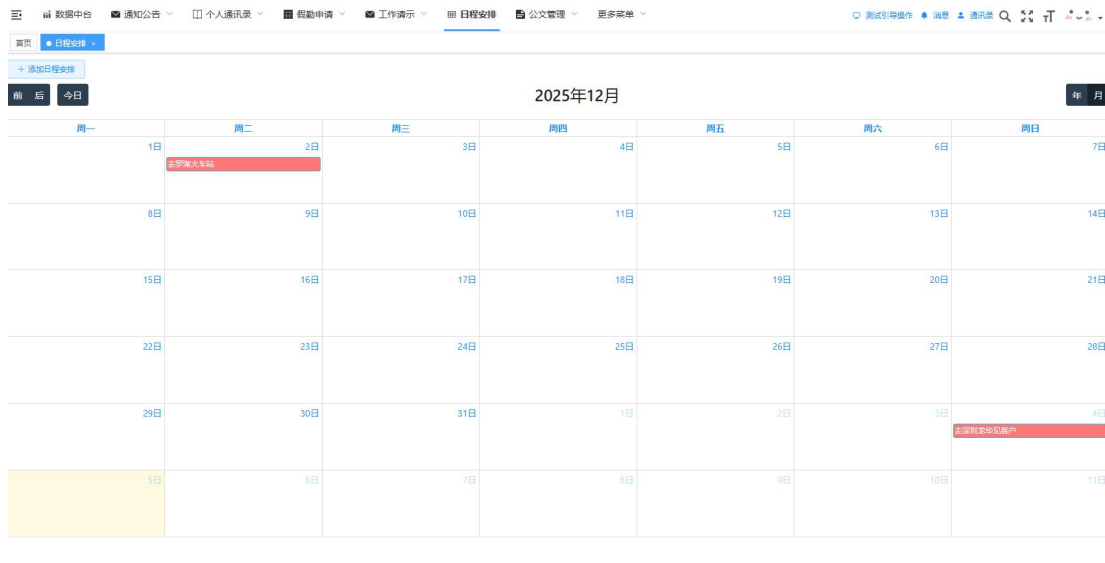 数据中台 通知公告 个人通讯录 假勤申请 工作请示 日程安排 公文管理 更多菜单 测试引导操作 消息 通讯录
首页 日程安排 ×
+ 添加日程安排
前 后 今日 2025年12月 年 月
周一 周二 周三 周四 周五 周六 周日
1日 2日 3日 4日 5日 6日 7日
去罗湖火车站
8日 9日 10日 11日 12日 13日 14日
15日 16日 17日 18日 19日 20日 21日
22日 23日 24日 25日 26日 27日 28日
29日 30日 31日 1日 2日 3日 4日
去深圳龙华见客户
5日 6日 7日 8日 9日 10日 11日